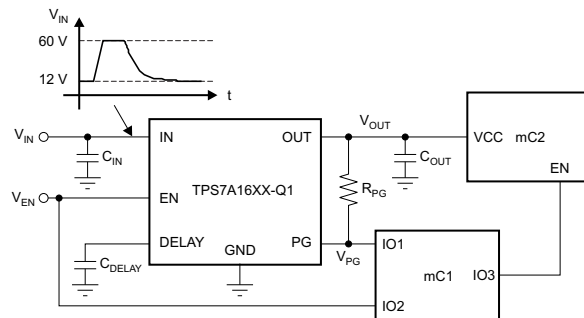 V_IN
60 V
12 V
t
V_IN
C_IN
IN
OUT
V_OUT
C_OUT
VCC
mC2
EN
V_EN
EN
TPS7A16XX-Q1
R_PG
DELAY
GND
PG
V_PG
C_DELAY
IO1
IO2
mC1
IO3